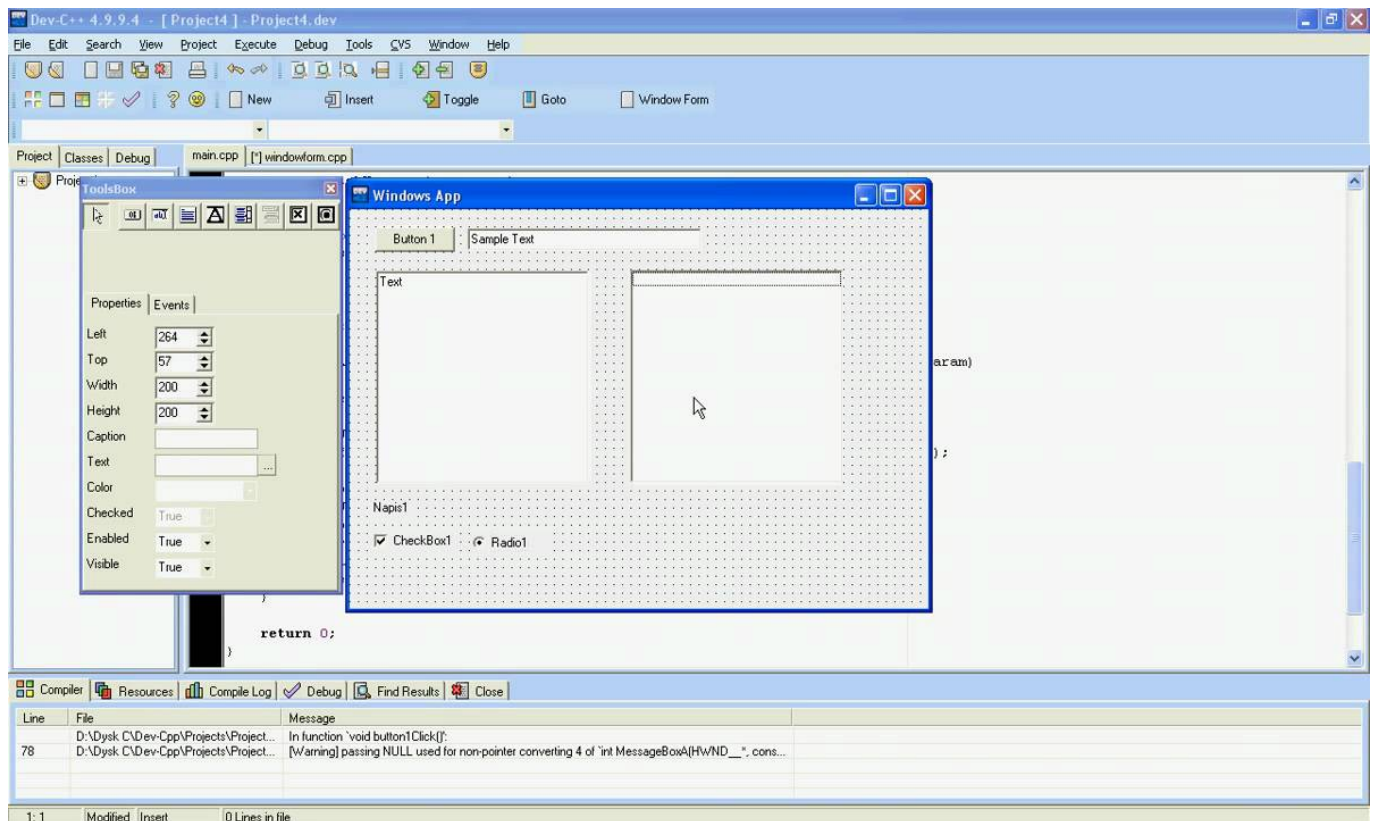 Dev-C++ 4.9.9.4 - [ Project4 ] - Project4.dev
File Edit Search View Project Execute Debug Tools CVS Window Help
New Insert Toggle Goto Window Form
Project Classes Debug main.cpp [*] windowform.cpp
ToolsBox
Windows App
Button 1 Sample Text
Text
Properties Events
Left 264
Top 57
Width 200
Height 200
Caption
Text ...
Color
Checked True
Enabled True
Visible True
Napis1
CheckBox1 Radio1
aram)
);
}
return 0;
}
Compiler Resources Compile Log Debug Find Results Close
Line File Message
D:\Dysk C\Dev-Cpp\Projects\Project... In function `void button1Click()':
78 D:\Dysk C\Dev-Cpp\Projects\Project... [Warning] passing NULL used for non-pointer converting 4 of `int MessageBoxA(HWND__*, cons...
1: 1 Modified Insert 0 Lines in file